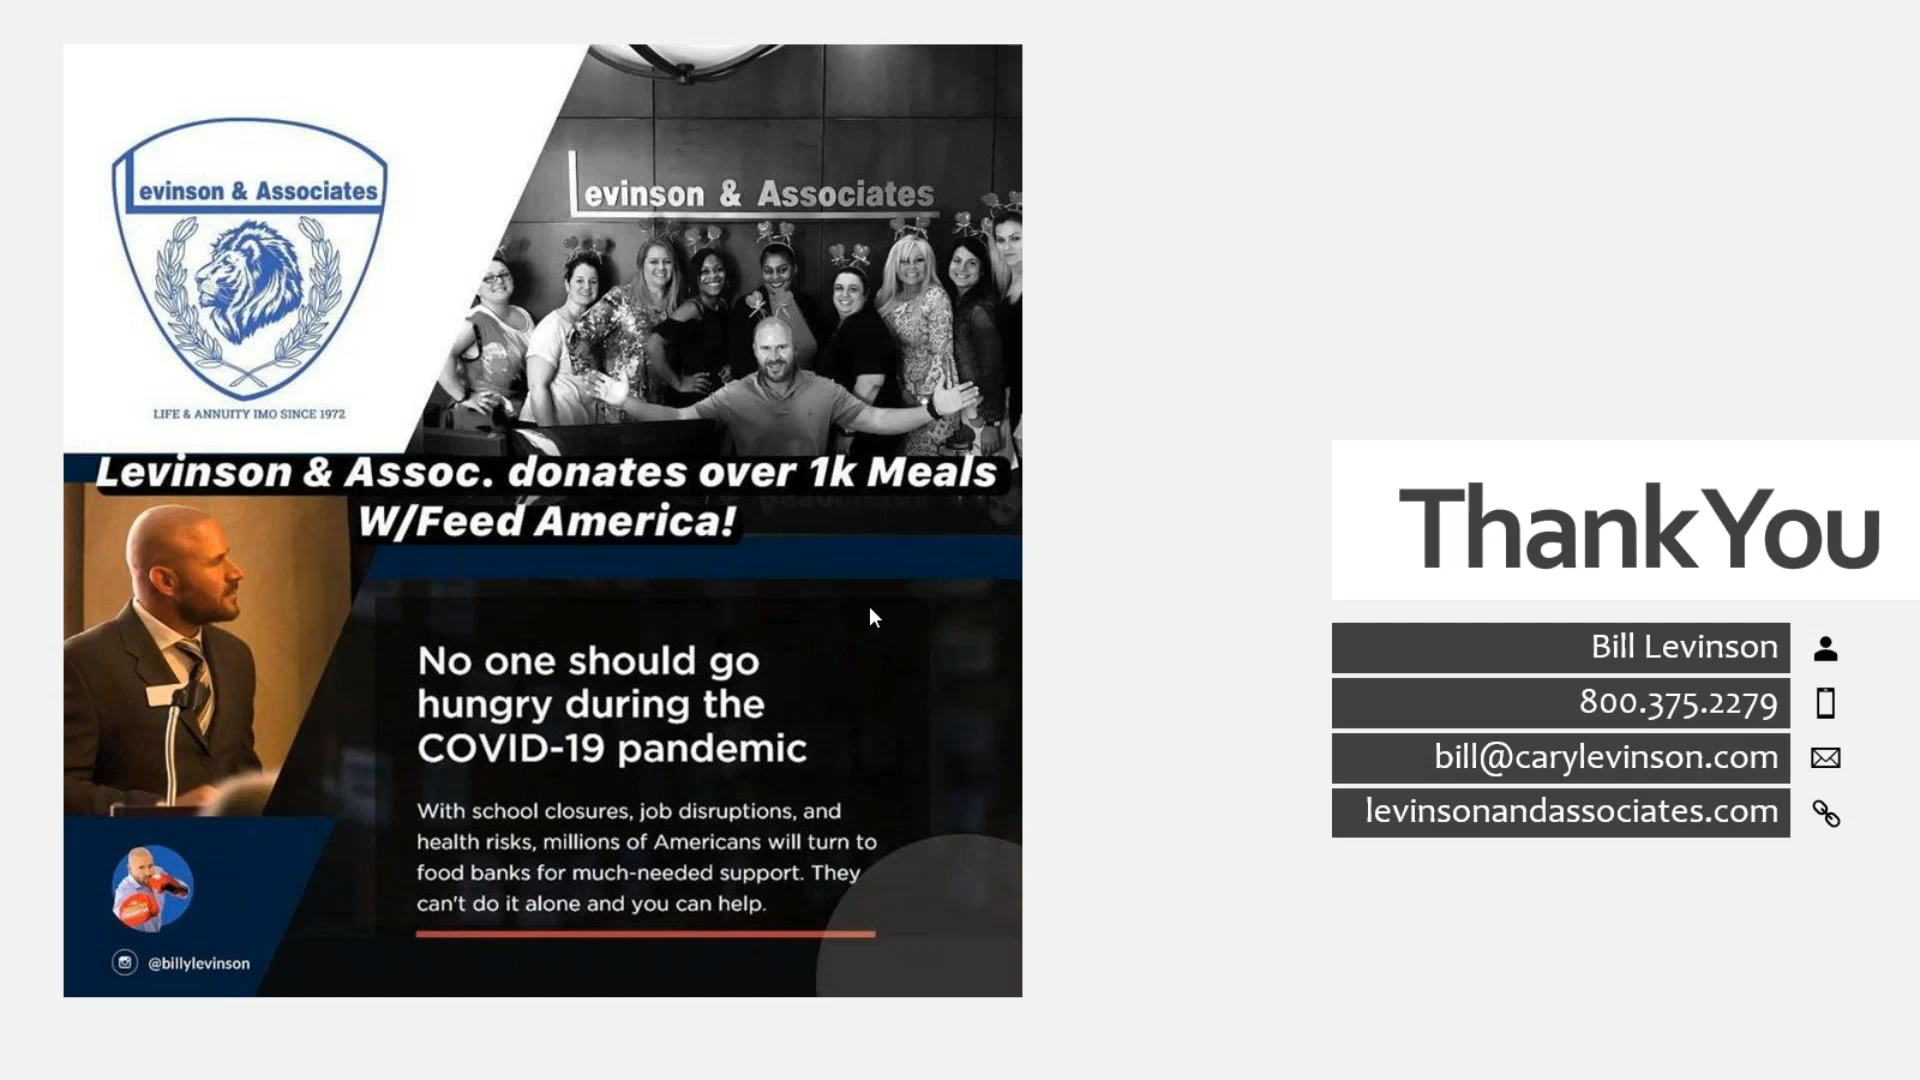 Levinson & Associates
LIFE & ANNUITY IMO SINCE 1972
Levinson & Associates
Levinson & Assoc. donates over 1k Meals
W/Feed America!
No one should go
hungry during the
COVID-19 pandemic
With school closures, job disruptions, and
health risks, millions of Americans will turn to
food banks for much-needed support. They
can't do it alone and you can help.
@billylevinson
Thank You
Bill Levinson
800.375.2279
bill@carylevinson.com
levinsonandassociates.com